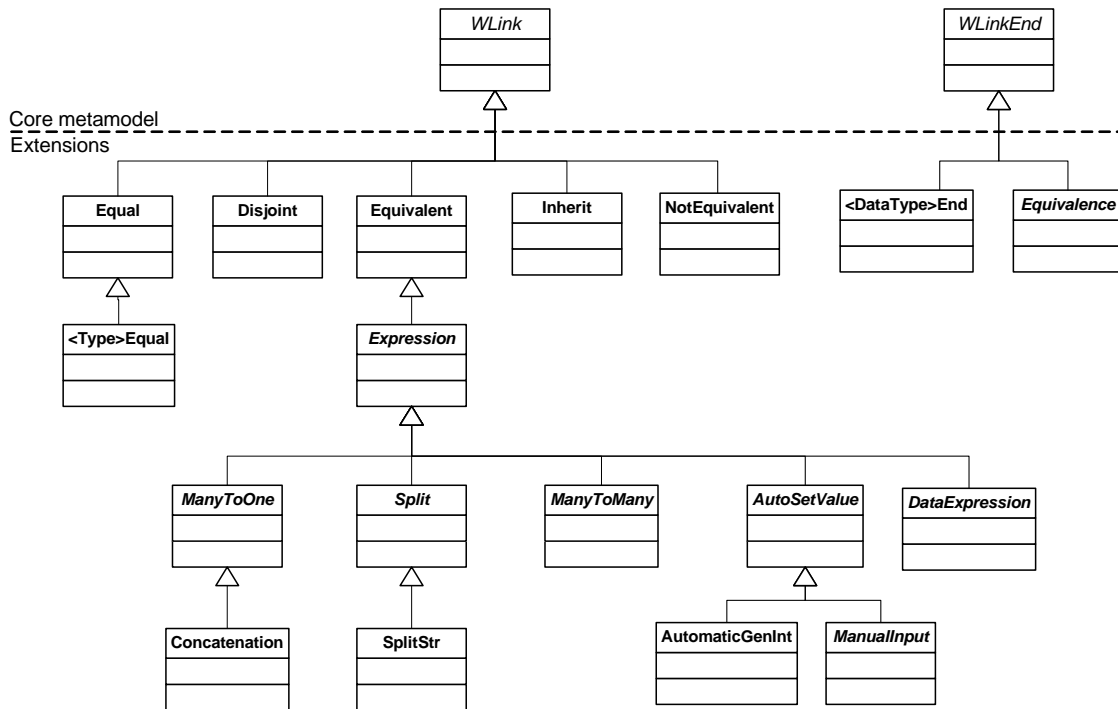 WLink
WLinkEnd
Core metamodel
Extensions
Equal
Disjoint
Equivalent
Inherit
NotEquivalent
<DataType>End
Equivalence
<Type>Equal
Expression
ManyToOne
Split
ManyToMany
AutoSetValue
DataExpression
Concatenation
SplitStr
AutomaticGenInt
ManualInput